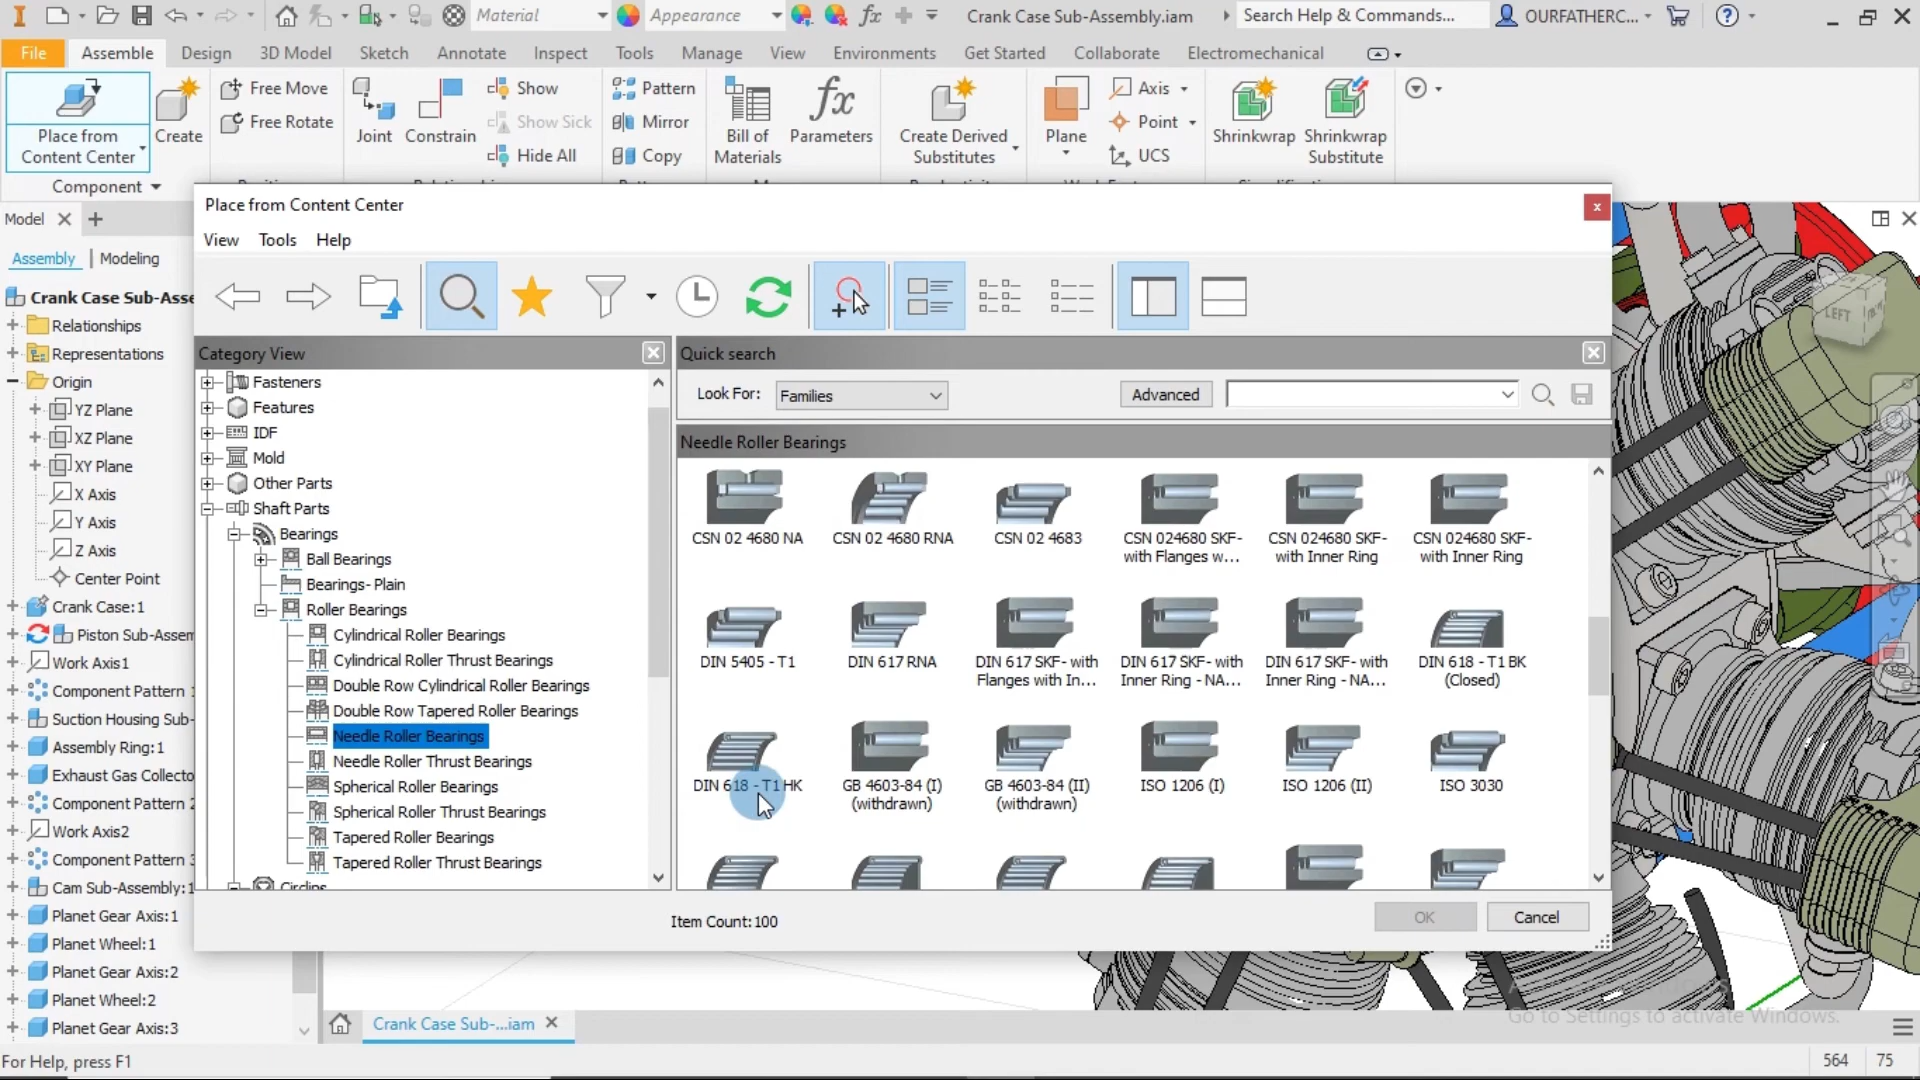 Material
Appearance
Crank Case Sub-Assembly.iam
Search Help & Commands...
OURFATHERC...
File
Assemble
Design
3D Model
Sketch
Annotate
Inspect
Tools
Manage
View
Environments
Get Started
Collaborate
Electromechanical
Place from
Content Center
Create
Free Move
Free Rotate
Joint
Constrain
Show
Show Sick
Hide All
Pattern
Mirror
Copy
Bill of
Materials
Parameters
Create Derived
Substitutes
Plane
Axis
Point
UCS
Shrinkwrap
Shrinkwrap
Substitute
Component
Model
Assembly
Modeling
Crank Case Sub-Asse
Relationships
Representations
Origin
YZ Plane
XZ Plane
XY Plane
X Axis
Y Axis
Z Axis
Center Point
Crank Case:1
Piston Sub-Assem
Work Axis1
Component Pattern 1
Suction Housing Sub-
Assembly Ring:1
Exhaust Gas Collecto
Component Pattern 2
Work Axis2
Component Pattern 3
Cam Sub-Assembly:1
Planet Gear Axis:1
Planet Wheel:1
Planet Gear Axis:2
Planet Wheel:2
Planet Gear Axis:3
Place from Content Center
View
Tools
Help
Category View
Fasteners
Features
IDF
Mold
Other Parts
Shaft Parts
Bearings
Ball Bearings
Bearings- Plain
Roller Bearings
Cylindrical Roller Bearings
Cylindrical Roller Thrust Bearings
Double Row Cylindrical Roller Bearings
Double Row Tapered Roller Bearings
Needle Roller Bearings
Needle Roller Thrust Bearings
Spherical Roller Bearings
Spherical Roller Thrust Bearings
Tapered Roller Bearings
Tapered Roller Thrust Bearings
Circlips
Quick search
Look For:
Families
Advanced
Needle Roller Bearings
CSN 02 4680 NA
CSN 02 4680 RNA
CSN 02 4683
CSN 024680 SKF-
with Flanges w...
CSN 024680 SKF-
with Inner Ring
CSN 024680 SKF-
with Inner Ring
DIN 5405 - T1
DIN 617 RNA
DIN 617 SKF- with
Flanges with In...
DIN 617 SKF- with
Inner Ring - NA...
DIN 617 SKF- with
Inner Ring - NA...
DIN 618 - T1 BK
(Closed)
DIN 618 - T1 HK
GB 4603-84 (I)
(withdrawn)
GB 4603-84 (II)
(withdrawn)
ISO 1206 (I)
ISO 1206 (II)
ISO 3030
Item Count:100
OK
Cancel
LEFT
Go to Settings to activate Windows.
Crank Case Sub-...iam
For Help, press F1
564
75